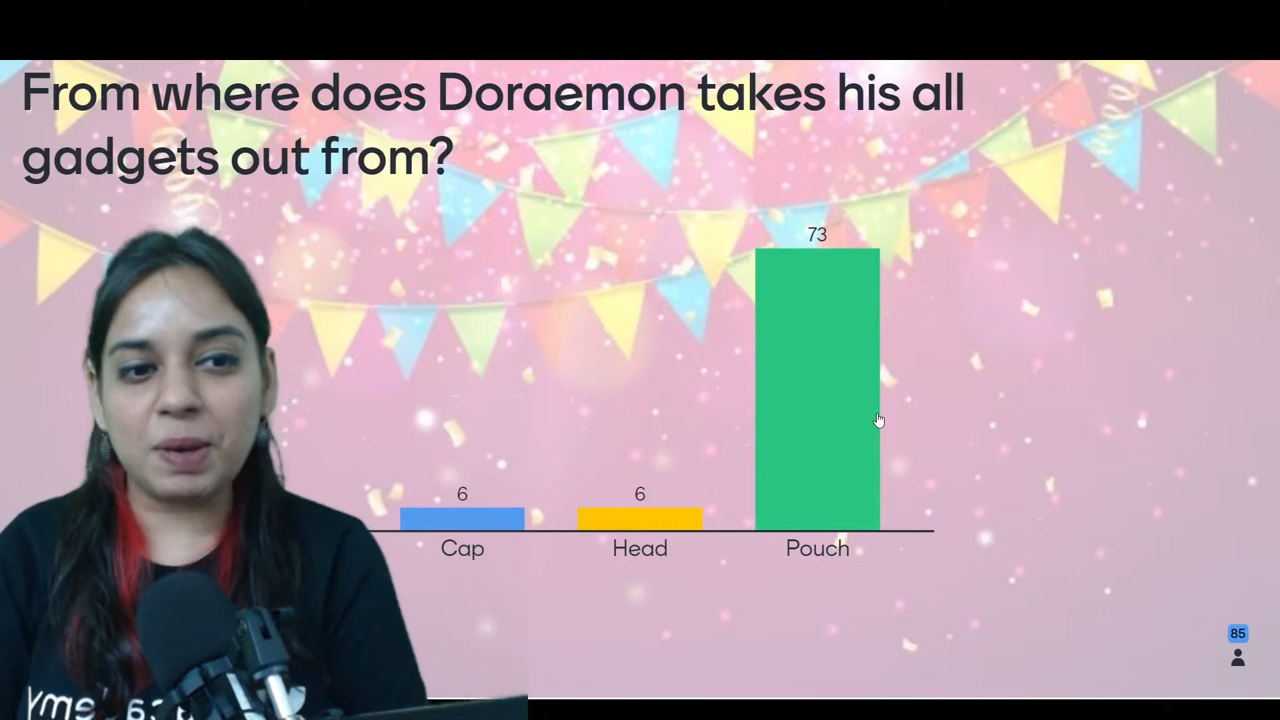 From where does Doraemon takes his all
gadgets out from?
73
6
6
Cap
Head
Pouch
85